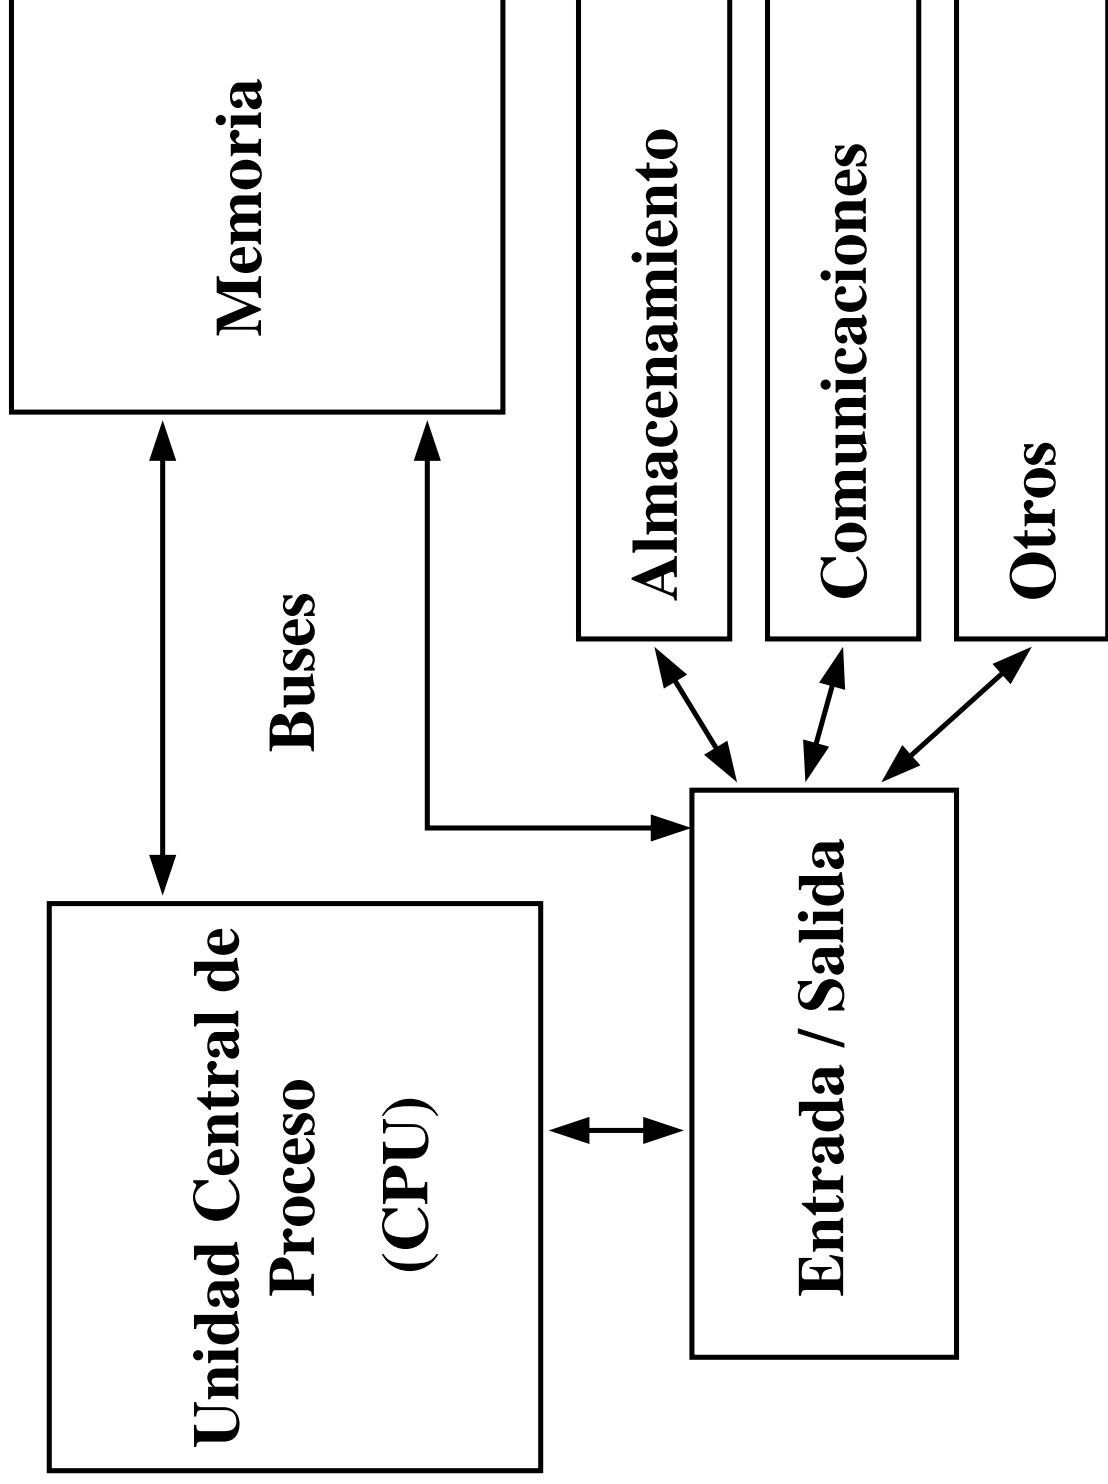 Unidad Central de
Proceso
(CPU)
Buses
Memoria
Entrada / Salida
Almacenamiento
Comunicaciones
Otros